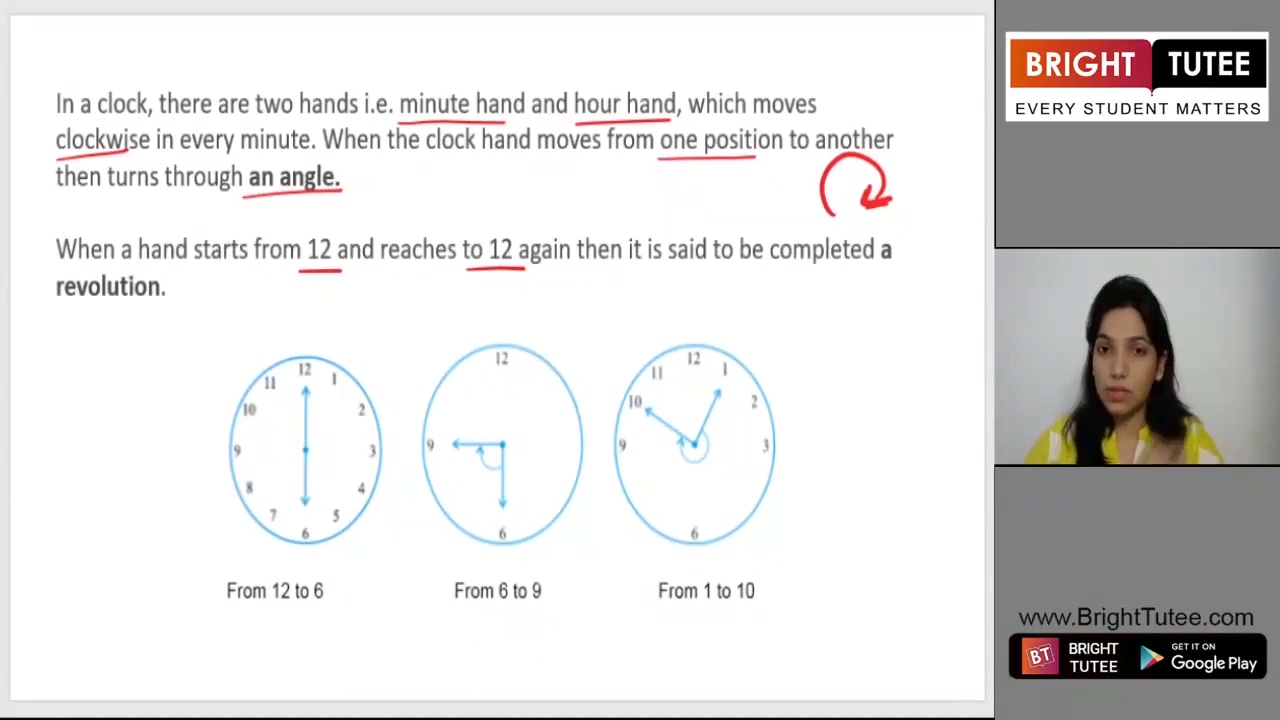 In a clock, there are two hands i.e. minute hand and hour hand, which moves
clockwise in every minute. When the clock hand moves from one position to another
then turns through an angle.
When a hand starts from 12 and reaches to 12 again then it is said to be completed a
revolution.
12
11
1
10
2
9
3
8
4
7
5
6
12
9
6
12
11
1
10
2
9
3
6
From 12 to 6
From 6 to 9
From 1 to 10
BRIGHT TUTEE
EVERY STUDENT MATTERS
www.BrightTutee.com
BT
BRIGHT
TUTEE
GET IT ON
Google Play